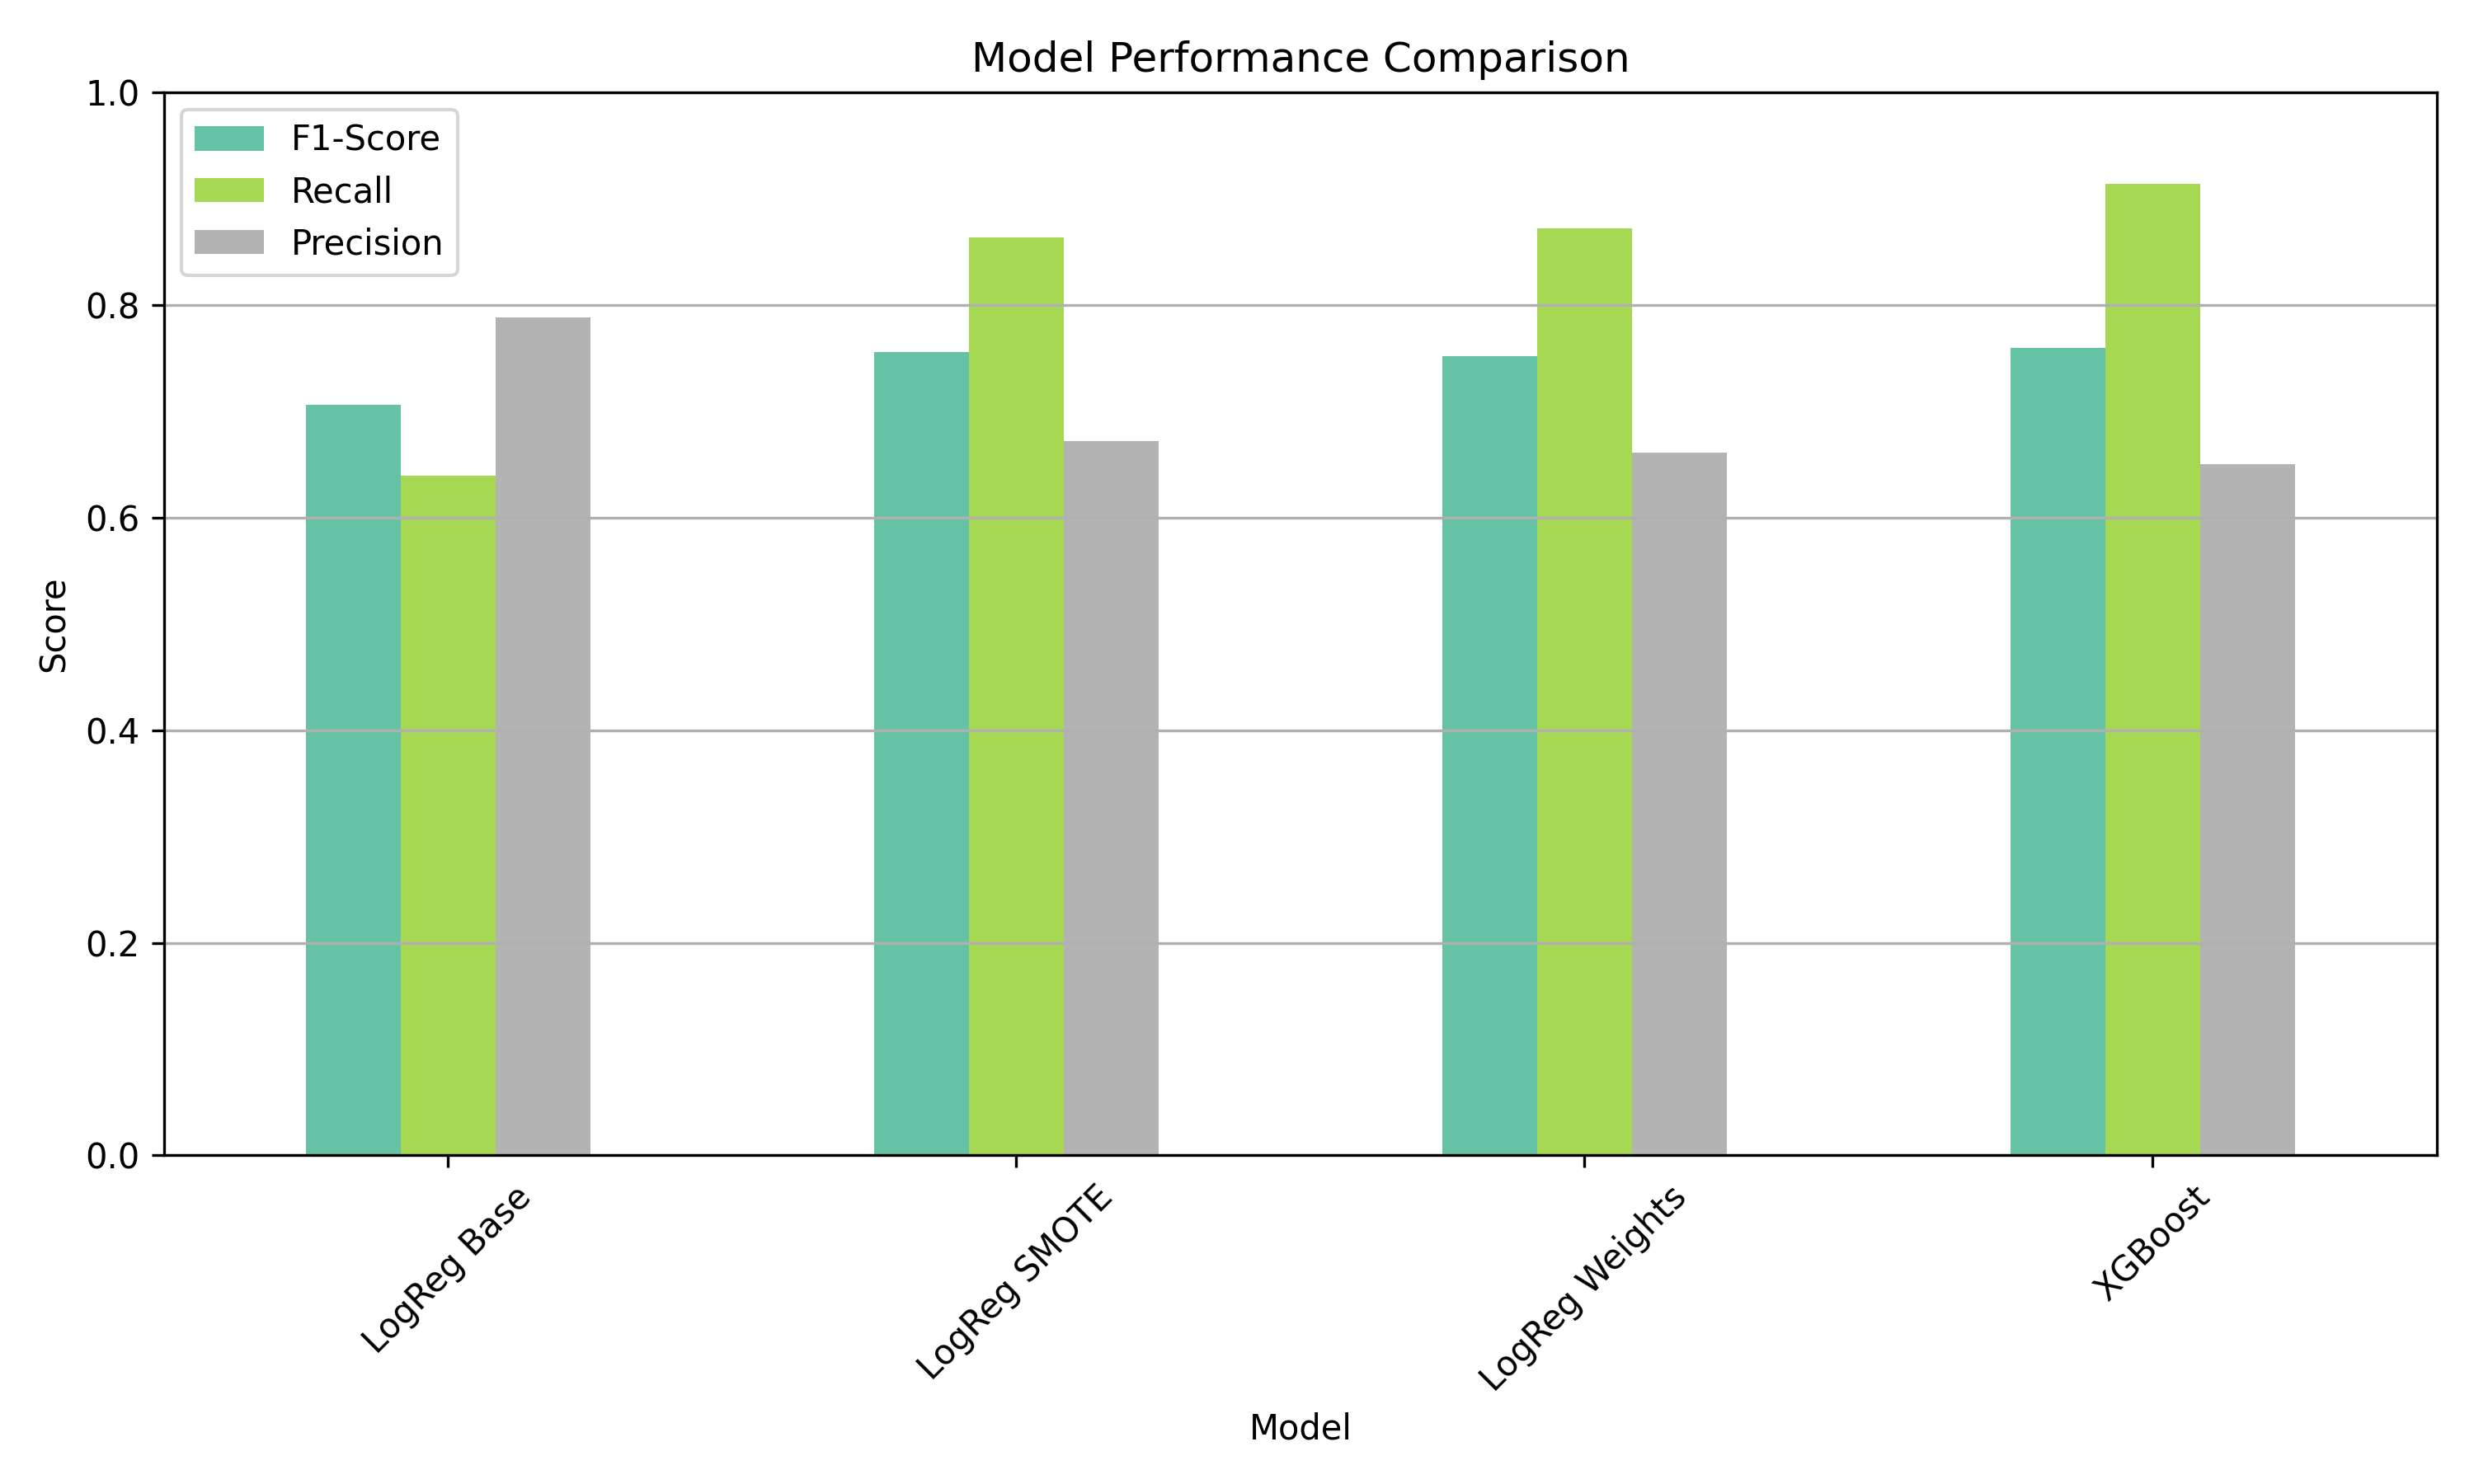 Model Performance Comparison
F1-Score
Recall
Precision
1.0
0.8
0.6
0.4
0.2
0.0
Score
LogReg Base
LogReg SMOTE
LogReg Weights
XGBoost
Model